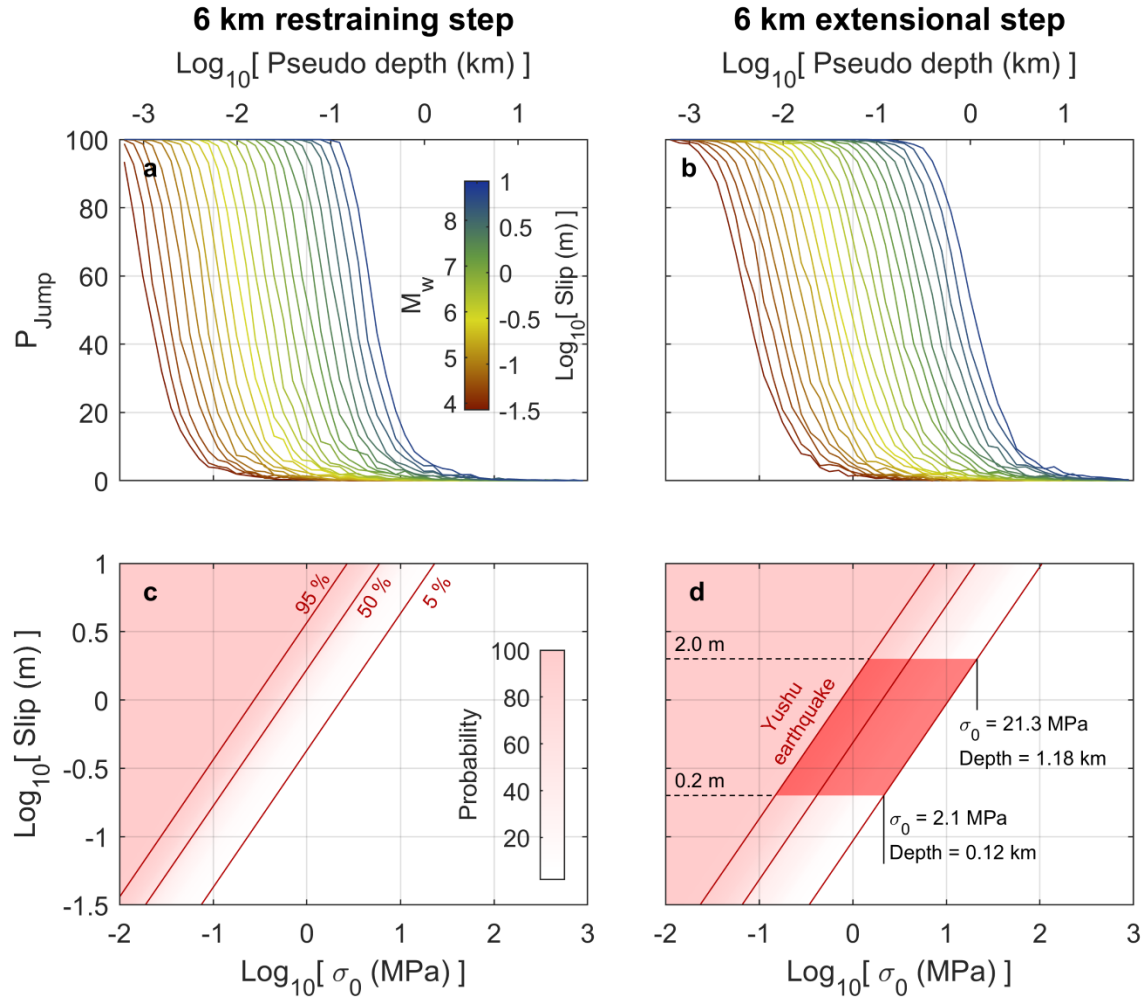 6 km restraining step
6 km extensional step
Log10[ Pseudo depth (km) ]
Log10[ Pseudo depth (km) ]
-3 -2 -1 0 1
-3 -2 -1 0 1
a
b
100
80
60
40
20
0
PJump
Mw
8
7
6
5
4
1
0.5
0
-0.5
-1
-1.5
Log10[ Slip (m) ]
c
d
95 %
50 %
5 %
1
0.5
0
-0.5
-1
-1.5
Log10[ Slip (m) ]
Probability
100
80
60
40
20
2.0 m
0.2 m
Yushu
earthquake
σ0 = 21.3 MPa
Depth = 1.18 km
σ0 = 2.1 MPa
Depth = 0.12 km
-2 -1 0 1 2 3
-2 -1 0 1 2 3
Log10[ σ0 (MPa) ]
Log10[ σ0 (MPa) ]